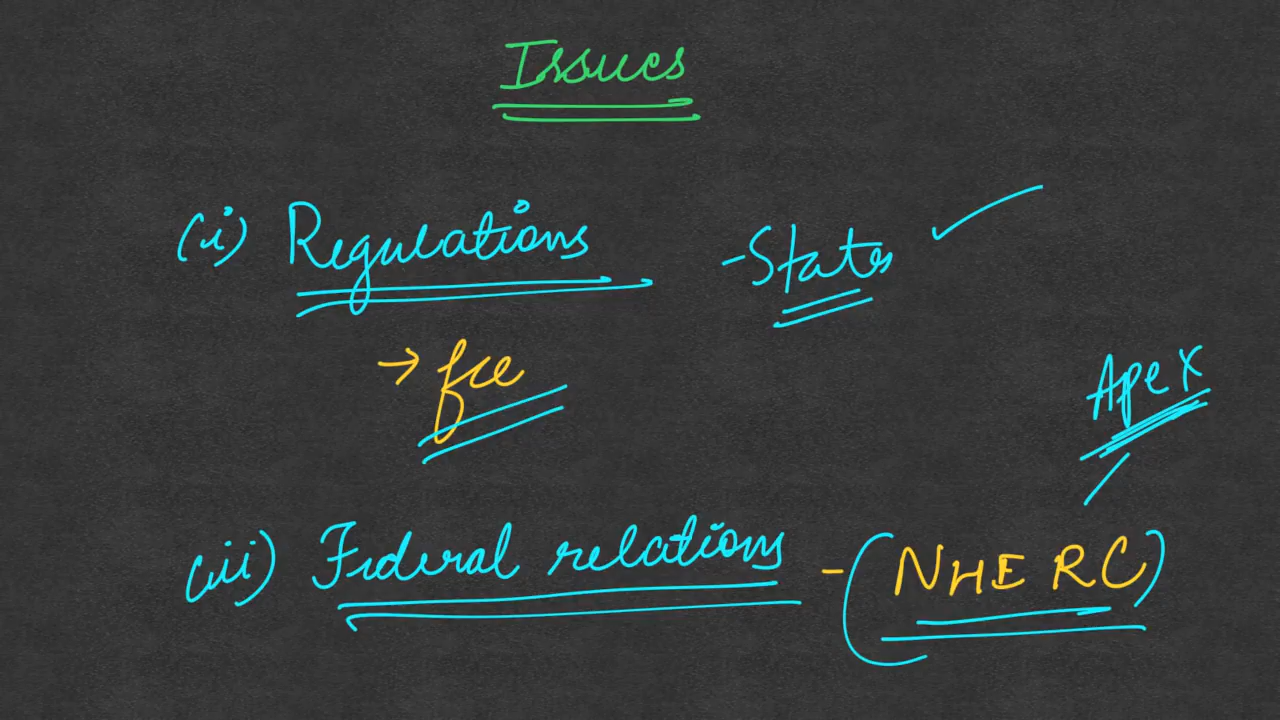 Issues
(i) Regulations - States
→ fee
Apex
(ii) Federal relations - (NHERC)